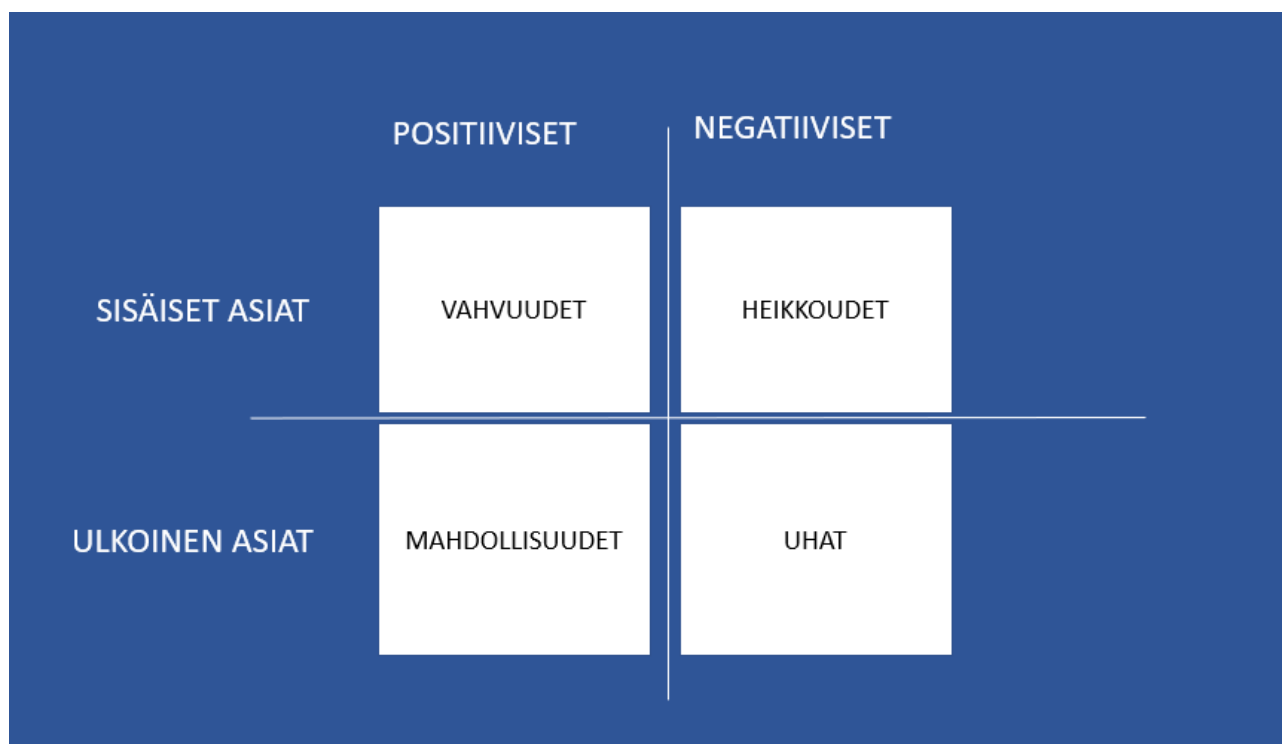 POSITIIVISET
NEGATIIVISET
SISÄISET ASIAT
VAHVUUDET
HEIKKOUDET
ULKOINEN ASIAT
MAHDOLLISUUDET
UHAT